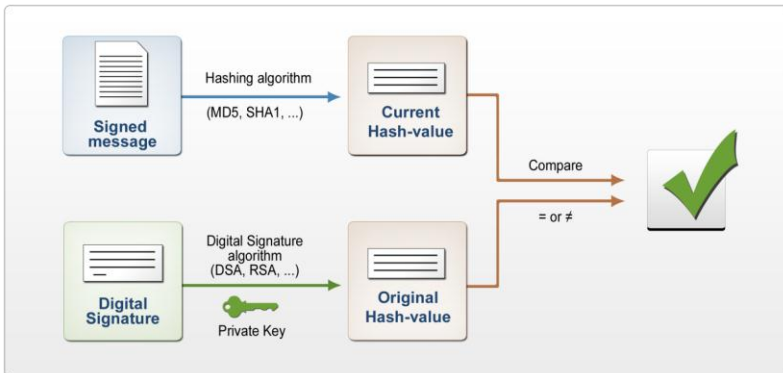 Hashing algorithm
(MD5, SHA1, ...)
Signed
message
Current
Hash-value
Compare
= or ≠
Digital Signature
algorithm
(DSA, RSA, ...)
Private Key
Digital
Signature
Original
Hash-value